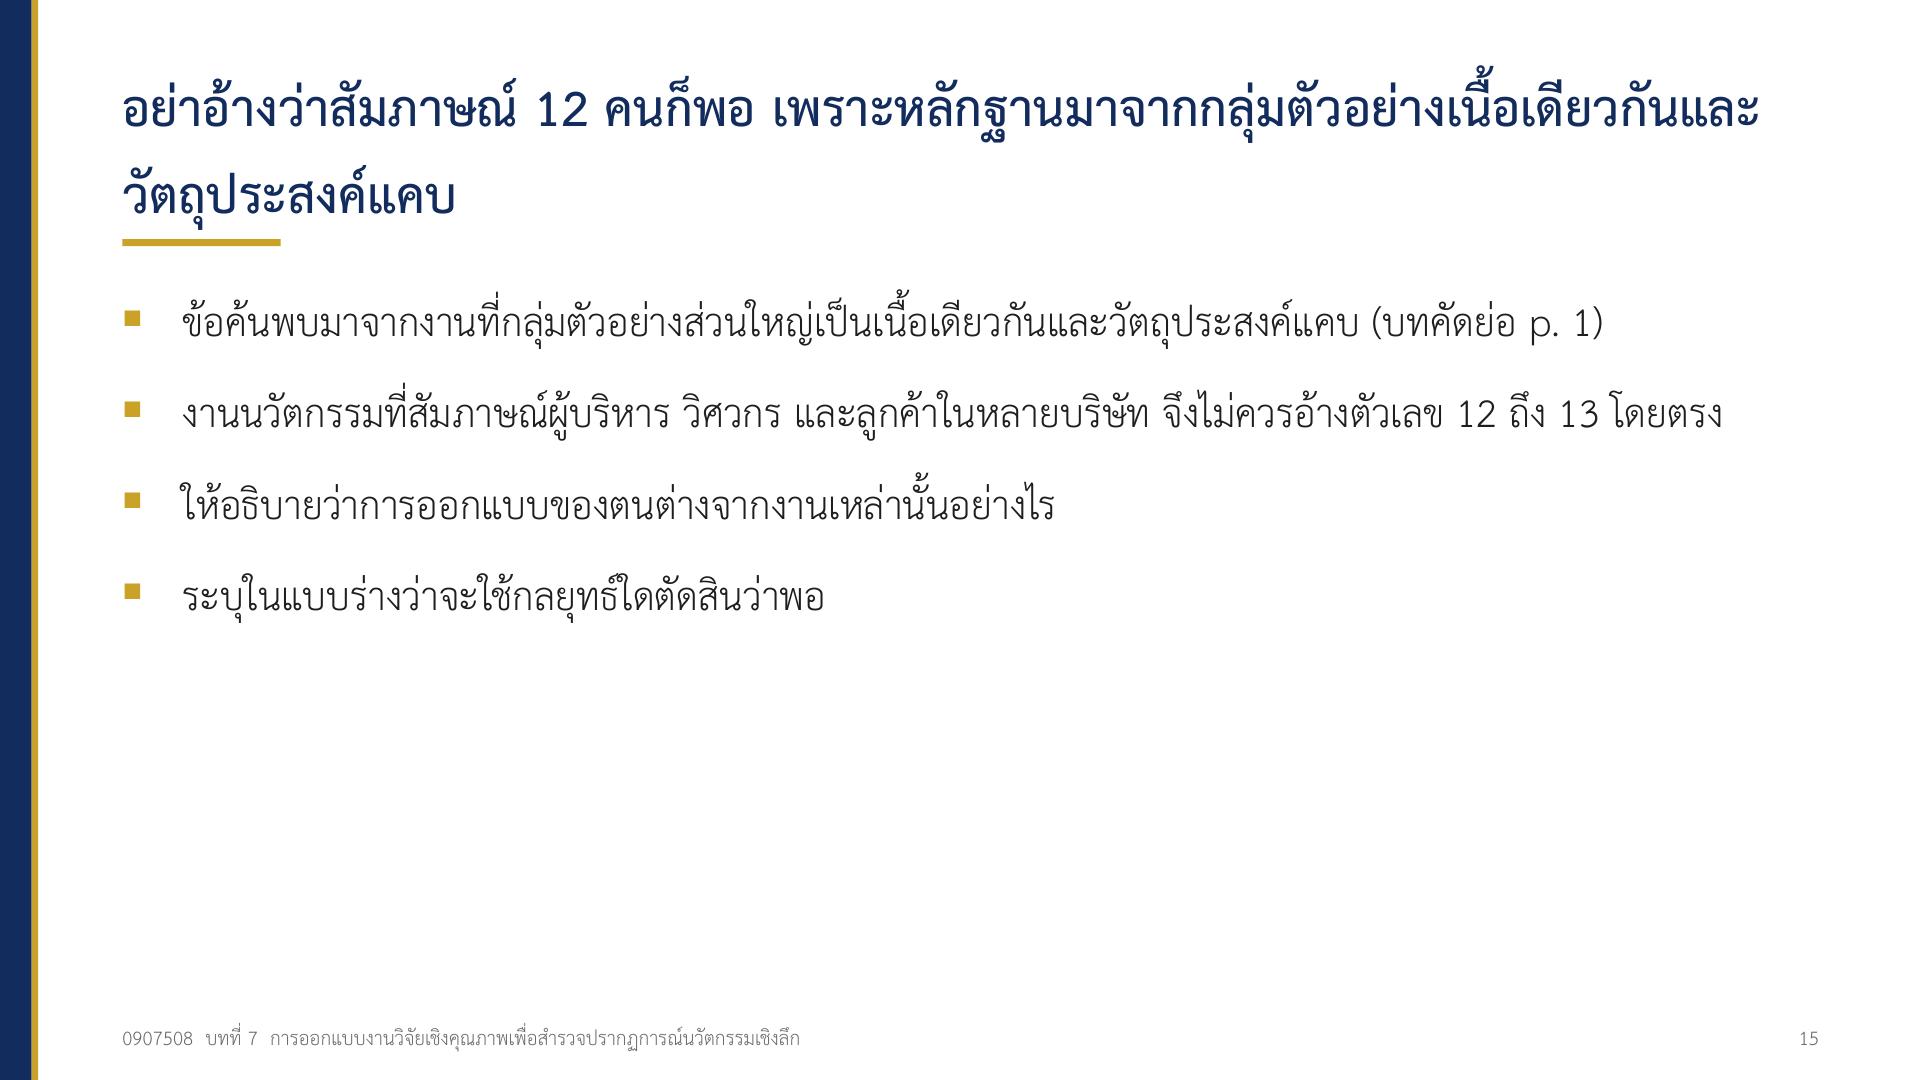 อย่าอ้างว่าสัมภาษณ์ 12 คนก็พอ เพราะหลักฐานมาจากกลุ่มตัวอย่างเนื้อเดียวกันและ
วัตถุประสงค์แคบ
ข้อค้นพบมาจากงานที่กลุ่มตัวอย่างส่วนใหญ่เป็นเนื้อเดียวกันและวัตถุประสงค์แคบ (บทคัดย่อ p. 1)
งานนวัตกรรมที่สัมภาษณ์ผู้บริหาร วิศวกร และลูกค้าในหลายบริษัท จึงไม่ควรอ้างตัวเลข 12 ถึง 13 โดยตรง
ให้อธิบายว่าการออกแบบของตนต่างจากงานเหล่านั้นอย่างไร
ระบุในแบบร่างว่าจะใช้กลยุทธ์ใดตัดสินว่าพอ
0907508 บทที่ 7 การออกแบบงานวิจัยเชิงคุณภาพเพื่อสำรวจปรากฏการณ์นวัตกรรมเชิงลึก
15